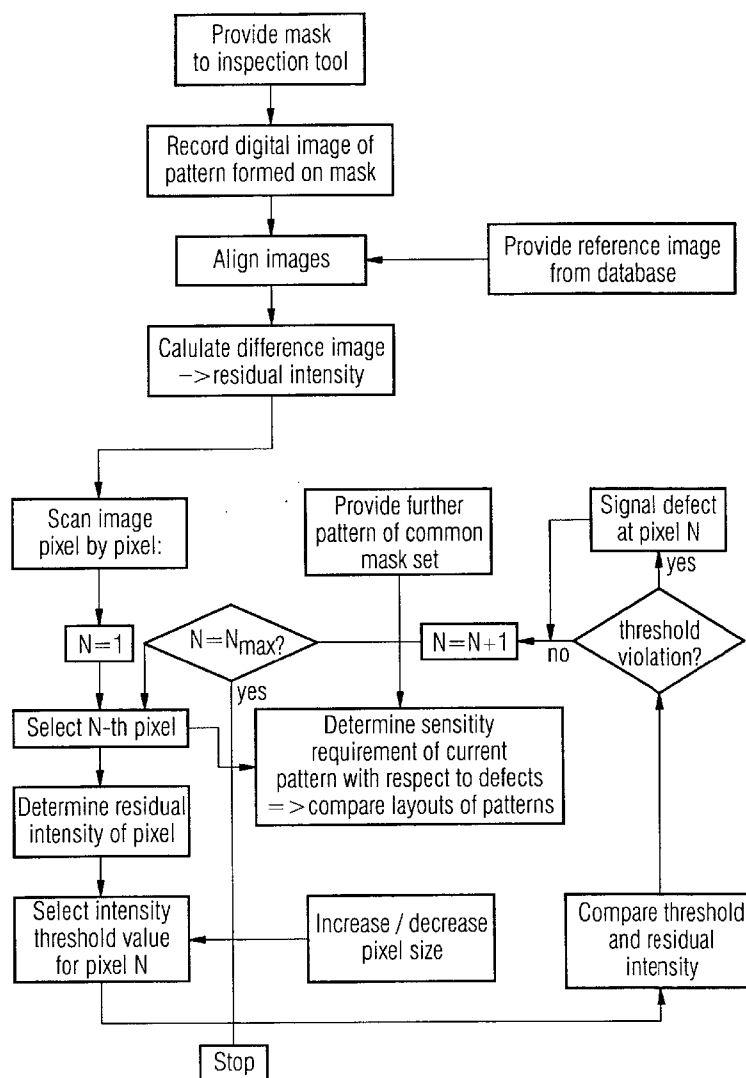 Provide mask
to inspection tool
Record digital image of
pattern formed on mask
Align images
Provide reference image
from database
Calulate difference image
—>residual intensity
Scan image
pixel by pixel:
Provide further
pattern of common
mask set
Signal defect
at pixel N
yes
N=1
N=Nmax?
N=N+1
no
threshold
violation?
yes
Select N-th pixel
Determine sensitity
requirement of current
pattern with respect to defects
=>compare layouts of patterns
Determine residual
intensity of pixel
Select intensity
threshold value
for pixel N
Increase / decrease
pixel size
Compare threshold
and residual
intensity
Stop